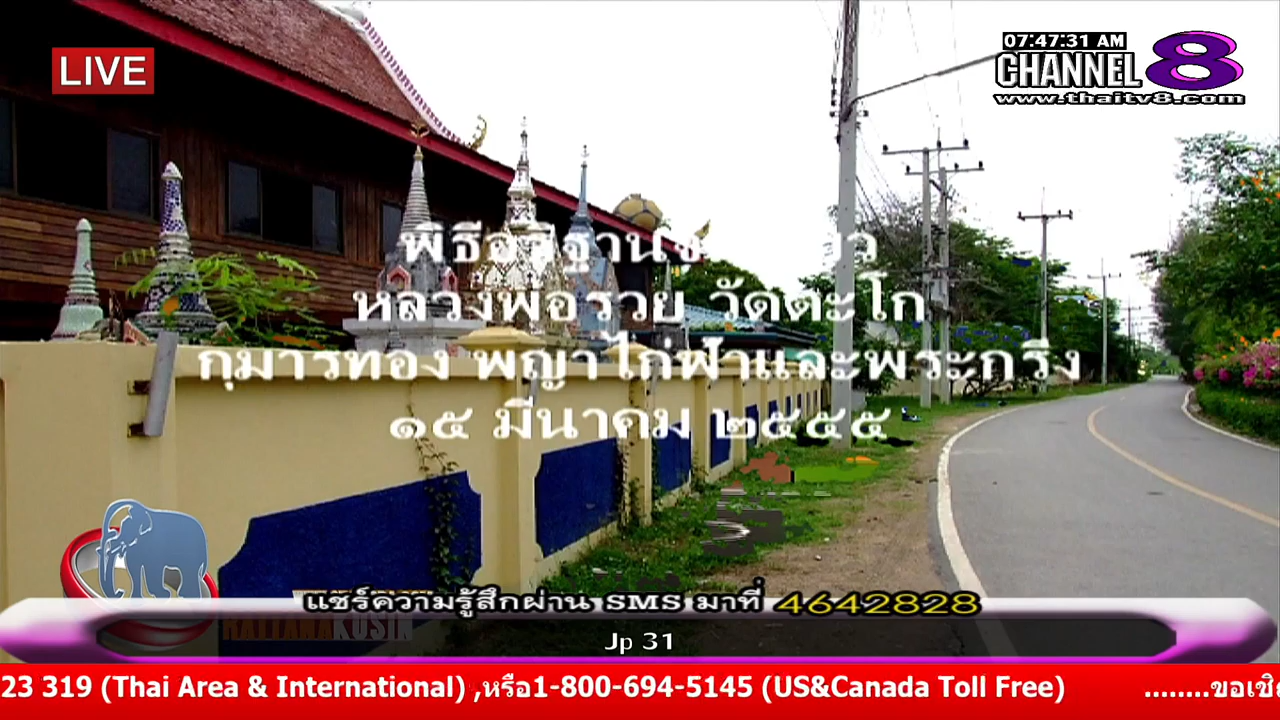 LIVE
07:47:31 AM
CHANNEL 8
www.thaitv8.com
หลวงพ่อรวย วัดตะโก
กุมารทอง พญาไก่ฟ้าและพระกริ่ง
๑๕ มีนาคม ๒๕๕๕
แชร์ความรู้สึกผ่าน SMS มาที่ 4642828
RATTANAKOSIN
Jp 31
23 319 (Thai Area & International) ,หรือ1-800-694-5145 (US&Canada Toll Free) ........ขอเชิ